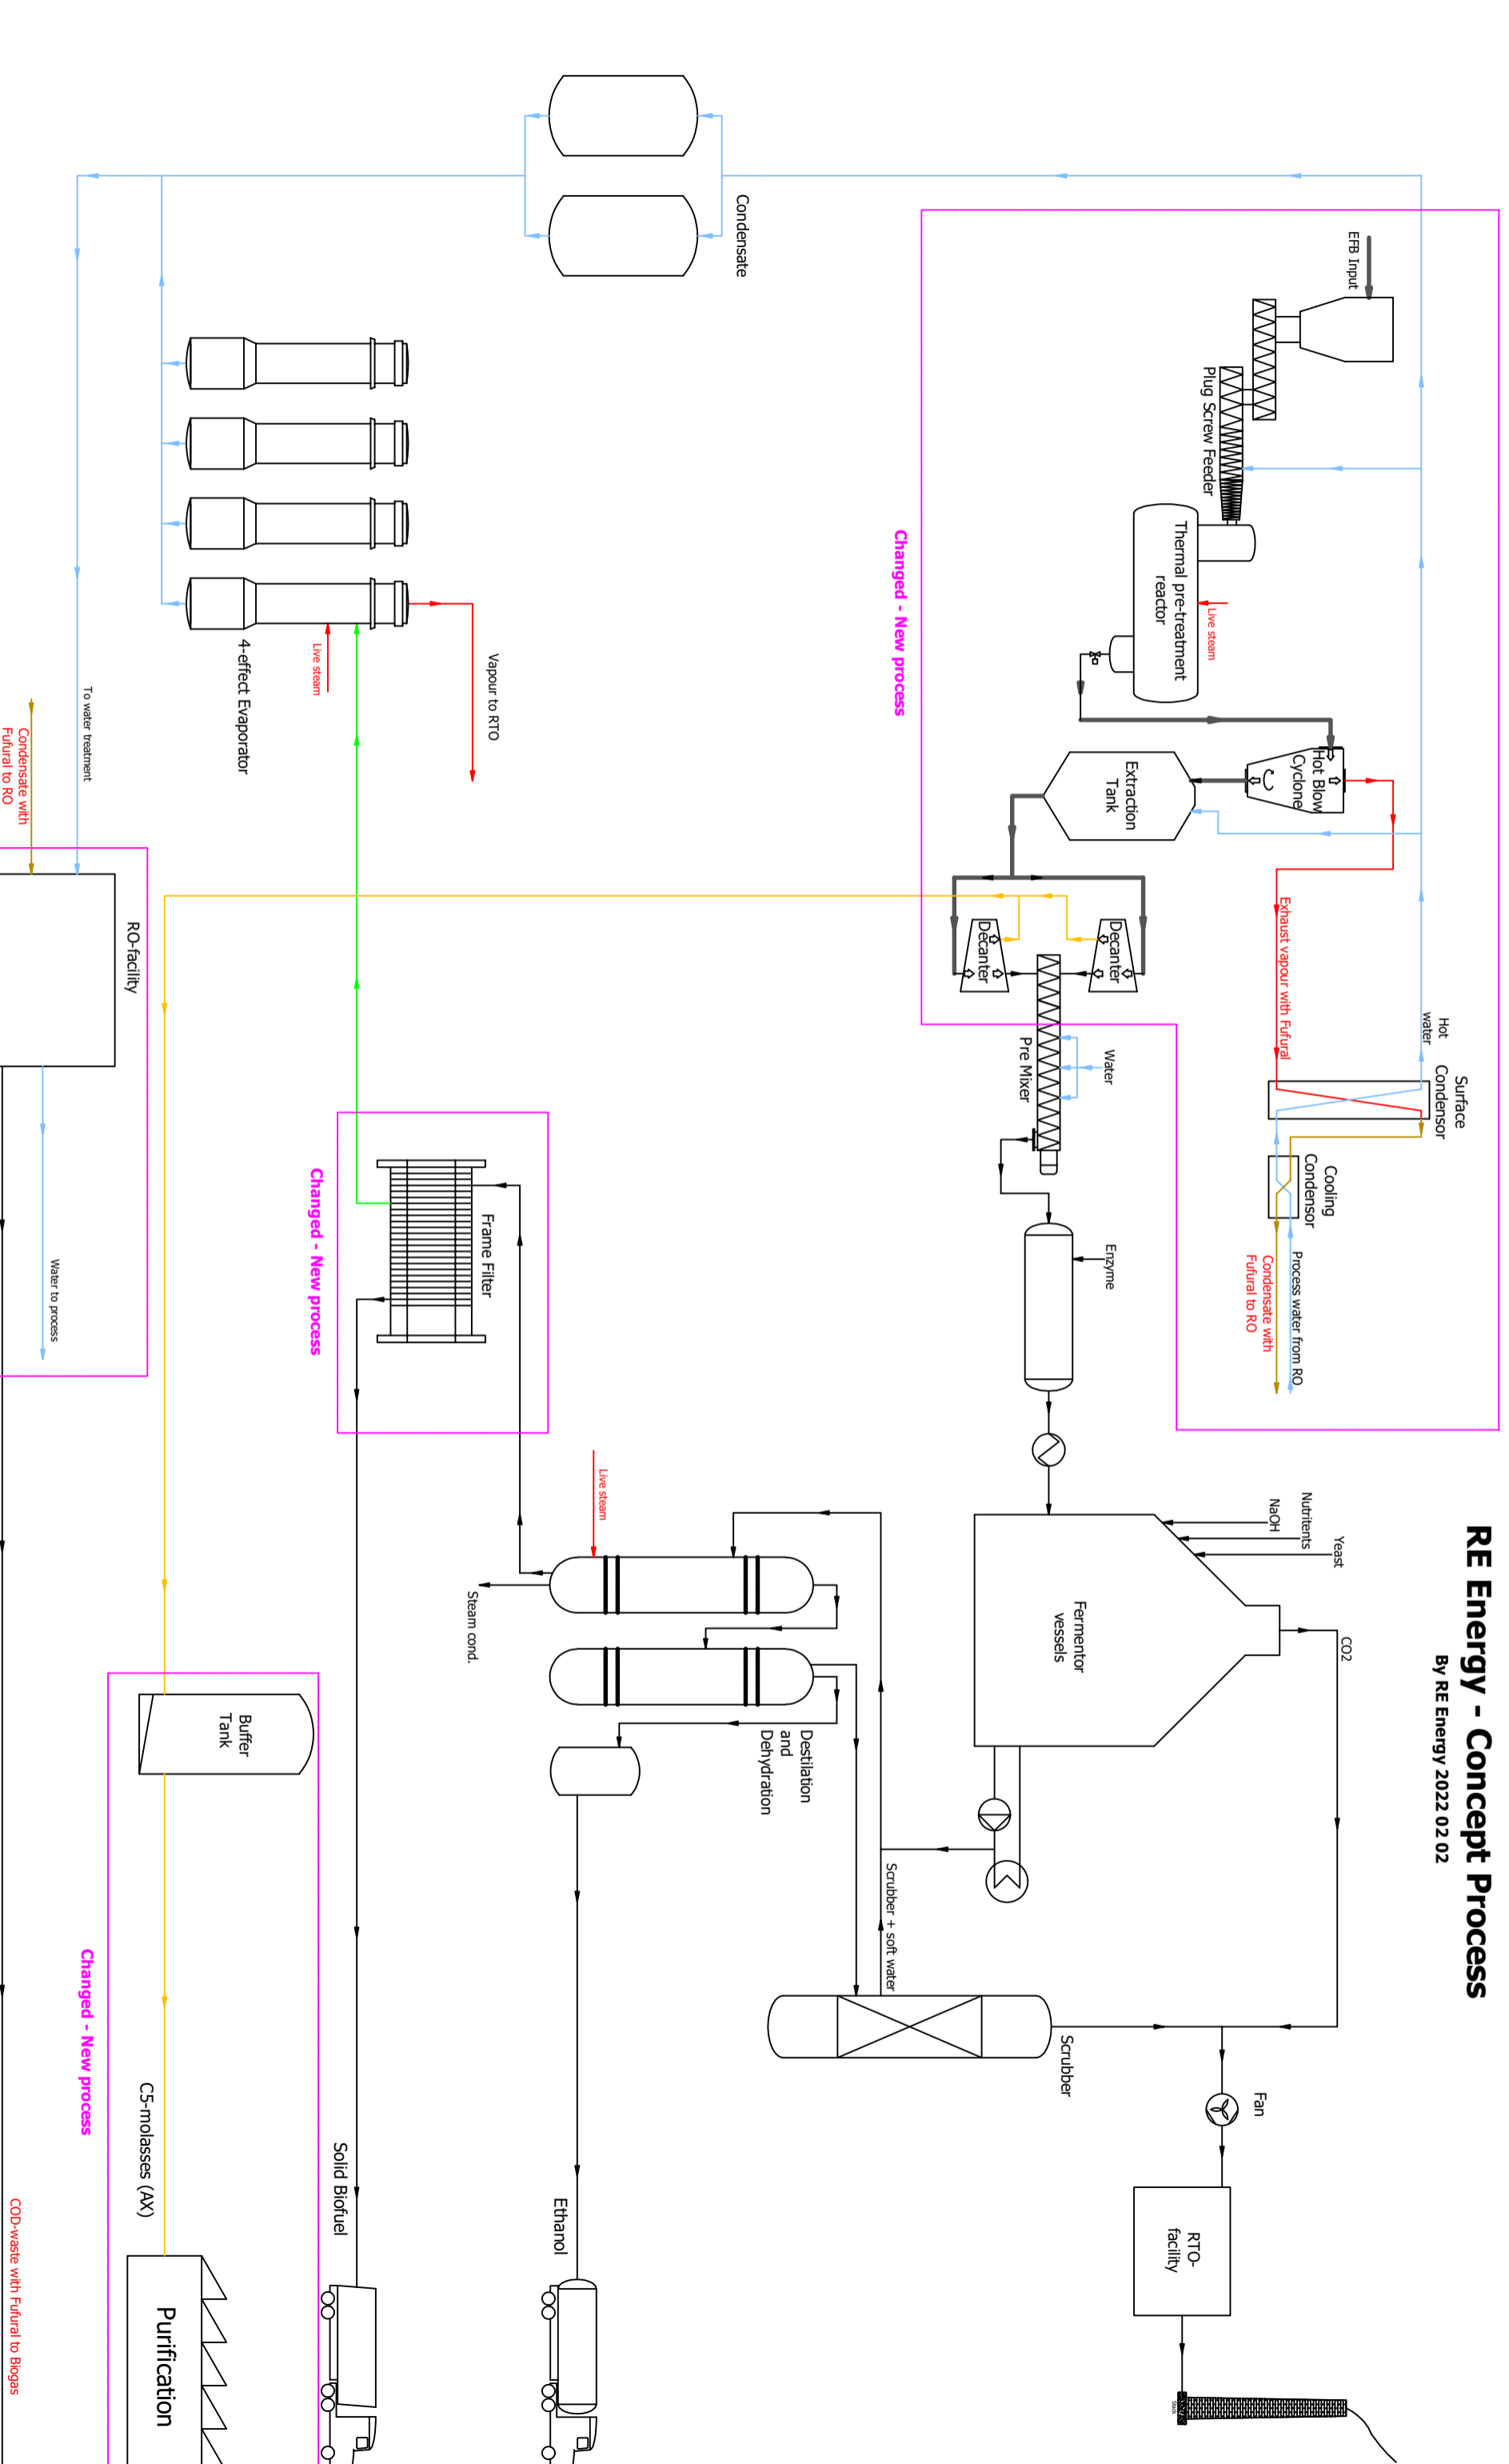 RE Energy - Concept Process
By RE Energy 2022 02 02
EFB Input
Plug Screw Feeder
Thermal pre-treatment
reactor
Live steam
Hot Blow
Cyclone
Extraction
Tank
Decanter
Decanter
Exhaust vapour with Fufural
Hot
water
Surface
Condensor
Cooling
Condensor
Process water from RO
Condensate with
Fufural to RO
Changed - New process
Water
Pre Mixer
Enzyme
NaOH
Nutritents
Yeast
Fermentor
vessels
CO2
Scrubber + soft water
Scrubber
Fan
RTO-
facility
Stack
Condensate
Vapour to RTO
Live steam
4-effect Evaporator
Frame Filter
Changed - New process
Live steam
Steam cond.
Destilation
and
Dehydration
Ethanol
Solid Biofuel
To water treatment
Condensate with
Fufural to RO
RO-facility
Water to process
Buffer
Tank
Changed - New process
C5-molasses (AX)
Purification
COD-waste with Fufural to Biogas